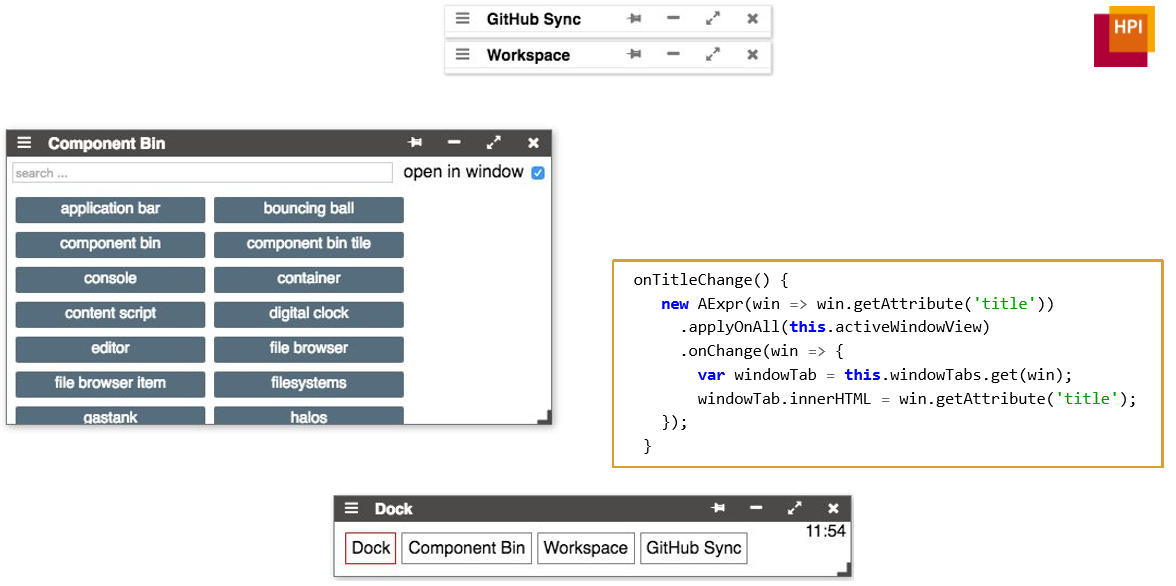 GitHub Sync
Workspace
HPI
Component Bin
search ...
open in window
application bar
bouncing ball
component bin
component bin tile
console
container
content script
digital clock
editor
file browser
file browser item
filesystems
gastank
halos
onTitleChange() {
new AExpr(win => win.getAttribute('title'))
.applyOnAll(this.activeWindowView)
.onChange(win => {
var windowTab = this.windowTabs.get(win);
windowTab.innerHTML = win.getAttribute('title');
});
}
Dock
11:54
Dock Component Bin Workspace GitHub Sync